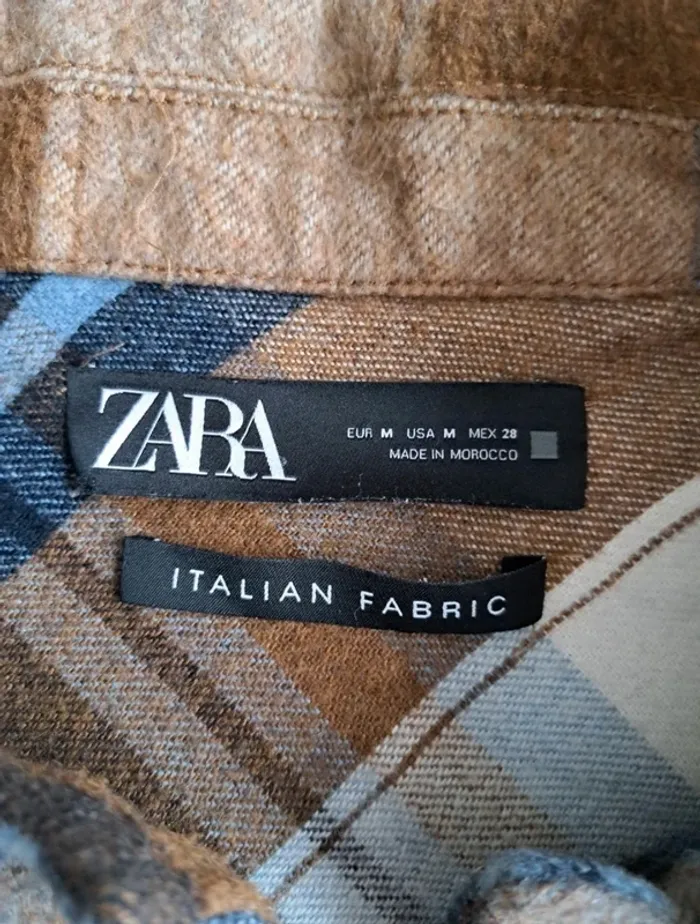 ZARA
EUR M USA M MEX 28
MADE IN MOROCCO
ITALIAN FABRIC